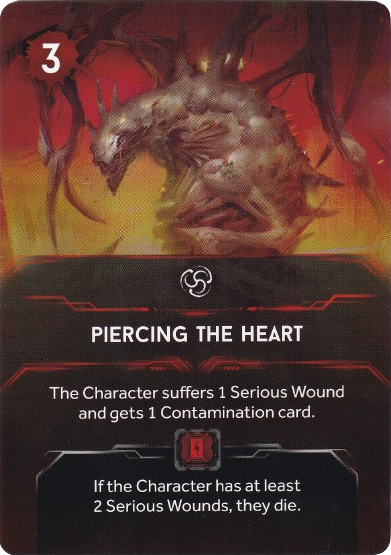 3
PIERCING THE HEART
The Character suffers 1 Serious Wound
and gets 1 Contamination card.
If the Character has at least
2 Serious Wounds, they die.